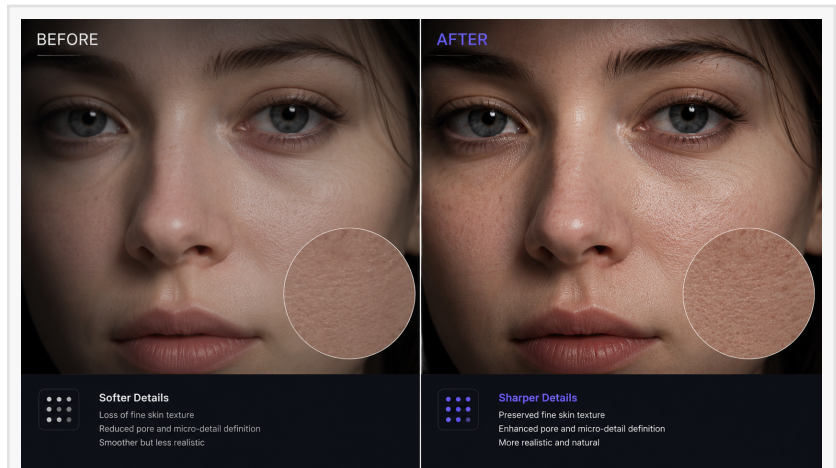 BEFORE
AFTER
Softer Details
Loss of fine skin texture
Reduced pore and micro-detail definition
Smoother but less realistic
Sharper Details
Preserved fine skin texture
Enhanced pore and micro-detail definition
More realistic and natural